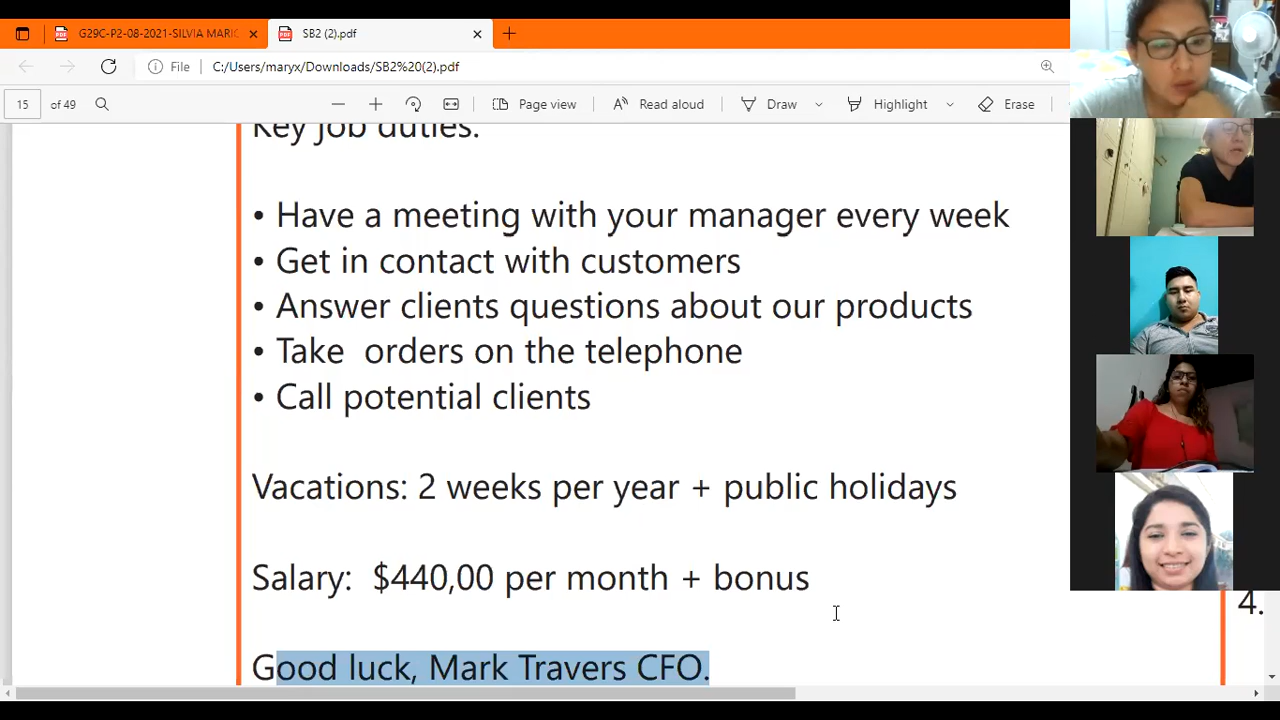 G29C-P2-08-2021-SILVIA MARIC
SB2 (2).pdf
File
C:/Users/maryx/Downloads/SB2%20(2).pdf
15 of 49
Page view
Read aloud
Draw
Highlight
Erase
Key job duties:
• Have a meeting with your manager every week
• Get in contact with customers
• Answer clients questions about our products
• Take orders on the telephone
• Call potential clients
Vacations: 2 weeks per year + public holidays
Salary: $440,00 per month + bonus
4.
Good luck, Mark Travers CFO.